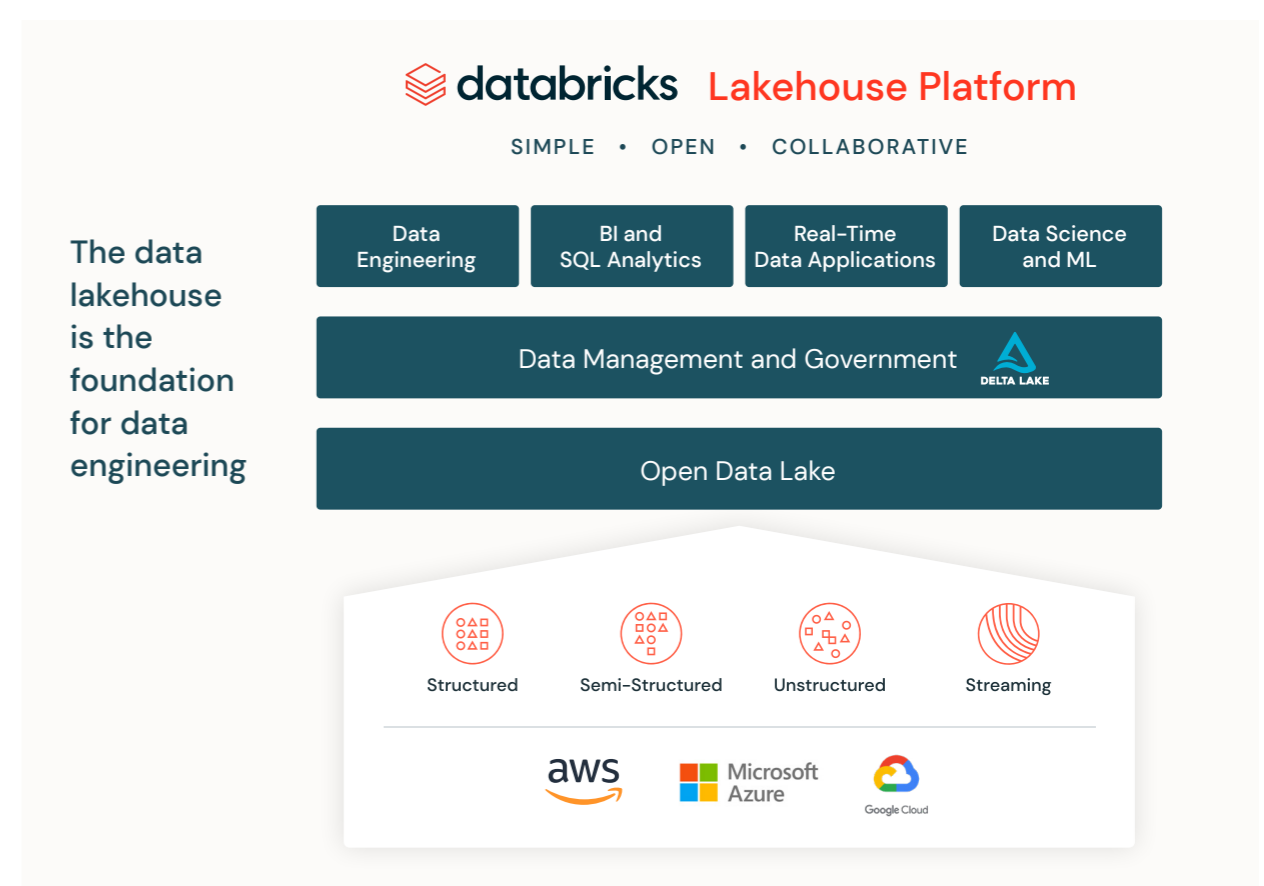 databricks Lakehouse Platform
SIMPLE • OPEN • COLLABORATIVE
The data
lakehouse
is the
foundation
for data
engineering
Data
Engineering
BI and
SQL Analytics
Real-Time
Data Applications
Data Science
and ML
Data Management and Government
DELTA LAKE
Open Data Lake
Structured
Semi-Structured
Unstructured
Streaming
aws
Microsoft
Azure
Google Cloud